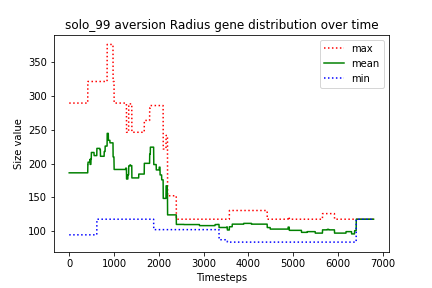 solo_99 aversion Radius gene distribution over time
max
mean
min
Size value
350
300
250
200
150
100
0
1000
2000
3000
4000
5000
6000
7000
Timesteps